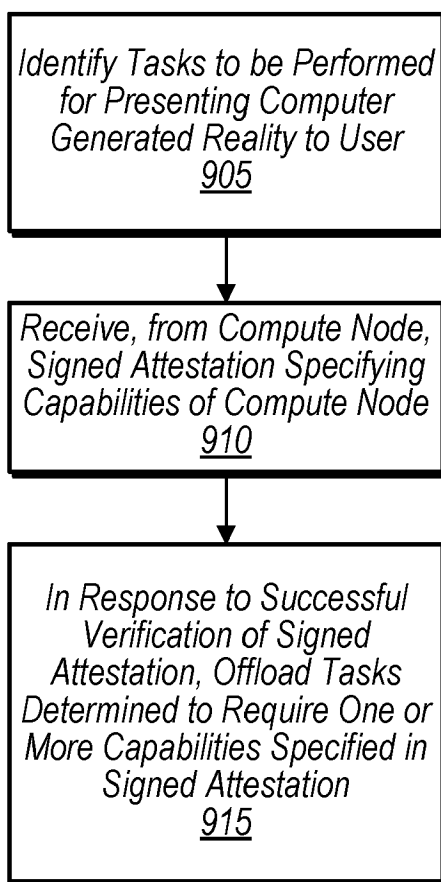 Identify Tasks to be Performed
for Presenting Computer
Generated Reality to User
905
Receive, from Compute Node,
Signed Attestation Specifying
Capabilities of Compute Node
910
In Response to Successful
Verification of Signed
Attestation, Offload Tasks
Determined to Require One or
More Capabilities Specified in
Signed Attestation
915